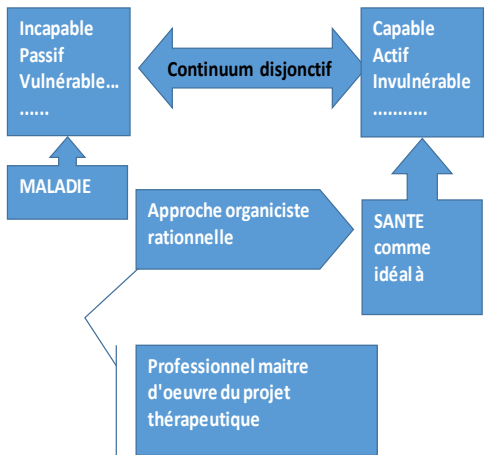 Incapable
Passif
Vulnérable...
......
Continuum disjonctif
Capable
Actif
Invulnérable
...........
MALADIE
Approche organiciste
rationnelle
SANTE
comme
idéal à
Professionnel maitre
d'oeuvre du projet
thérapeutique